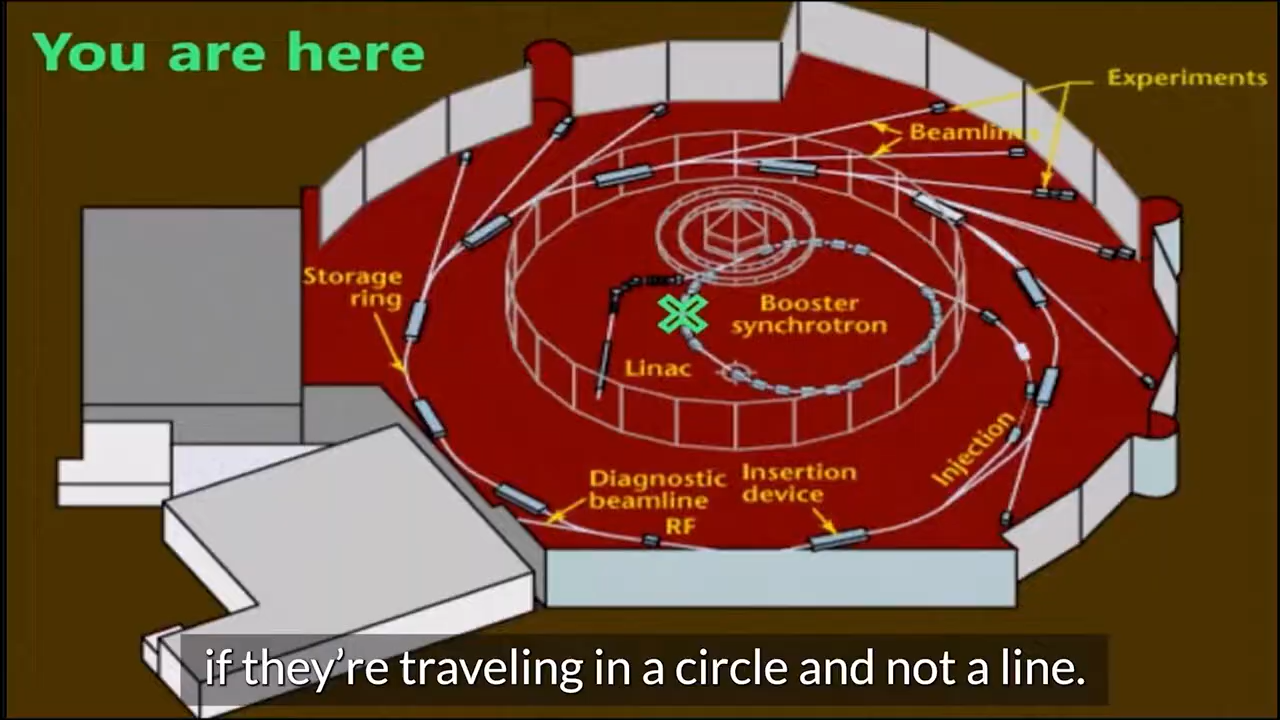 You are here
Experiments
Beamlines
Storage
ring
Booster
synchrotron
Linac
Injection
Diagnostic
beamline
RF
Insertion
device
if they’re traveling in a circle and not a line.